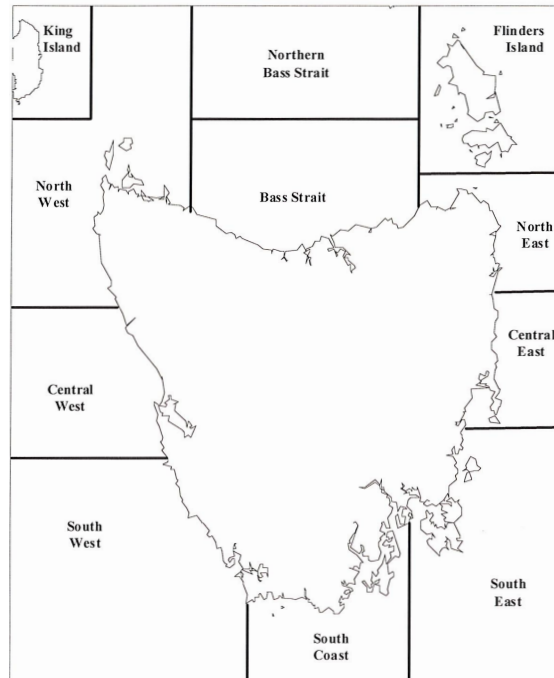 King
Island
Northern
Bass Strait
Flinders
Island
North
West
Bass Strait
North
East
Central
East
Central
West
South
West
South
East
South
Coast